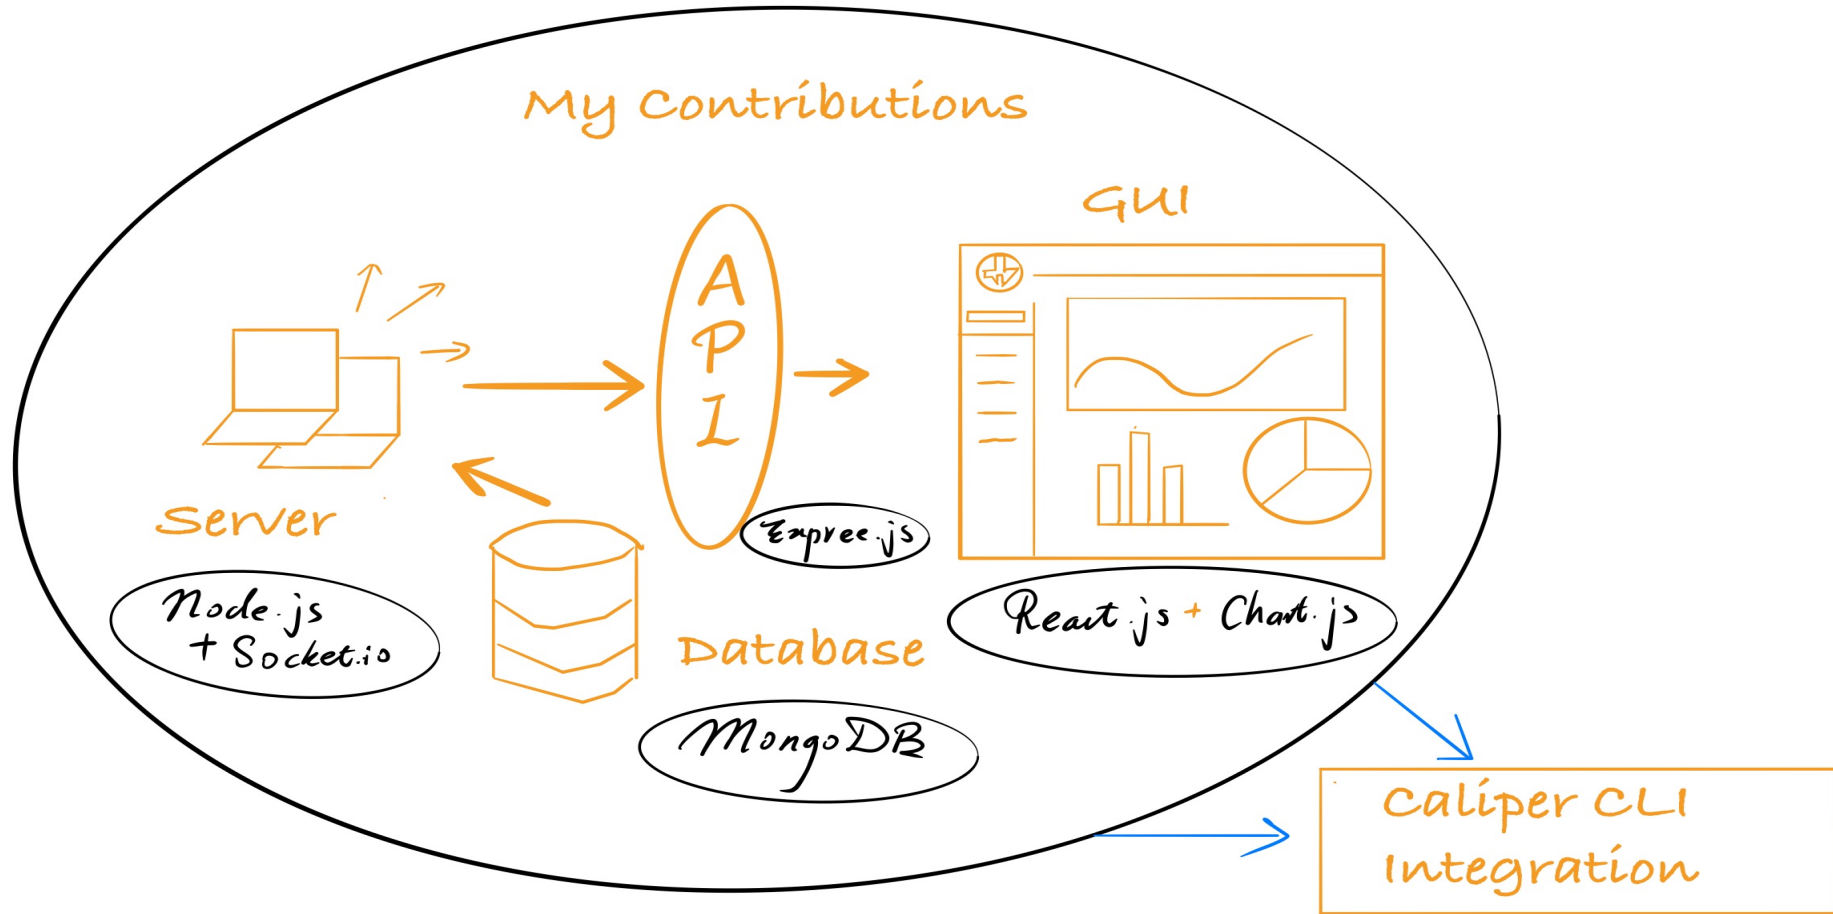 My Contributions
GUI
API
Server
Expree.js
Node.js
+ Socket.io
React.js + Chart.js
Database
MongoDB
Caliper CLI
Integration